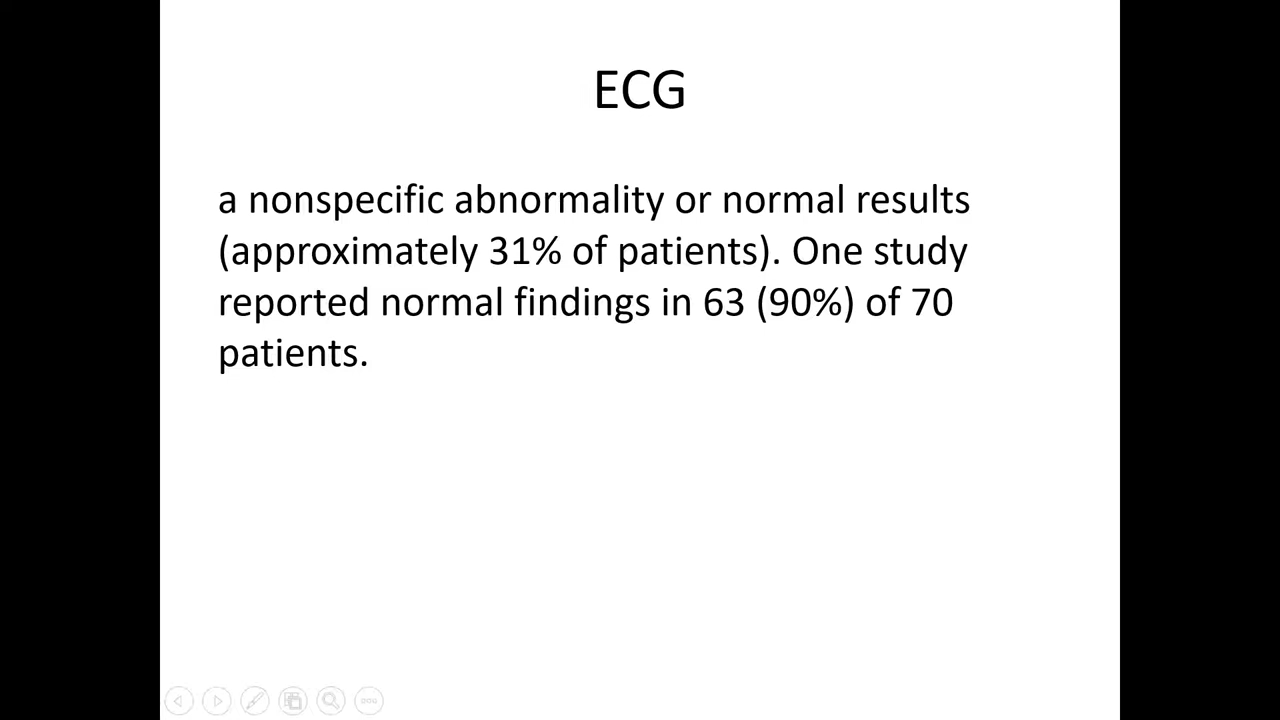 ECG
a nonspecific abnormality or normal results
(approximately 31% of patients). One study
reported normal findings in 63 (90%) of 70
patients.